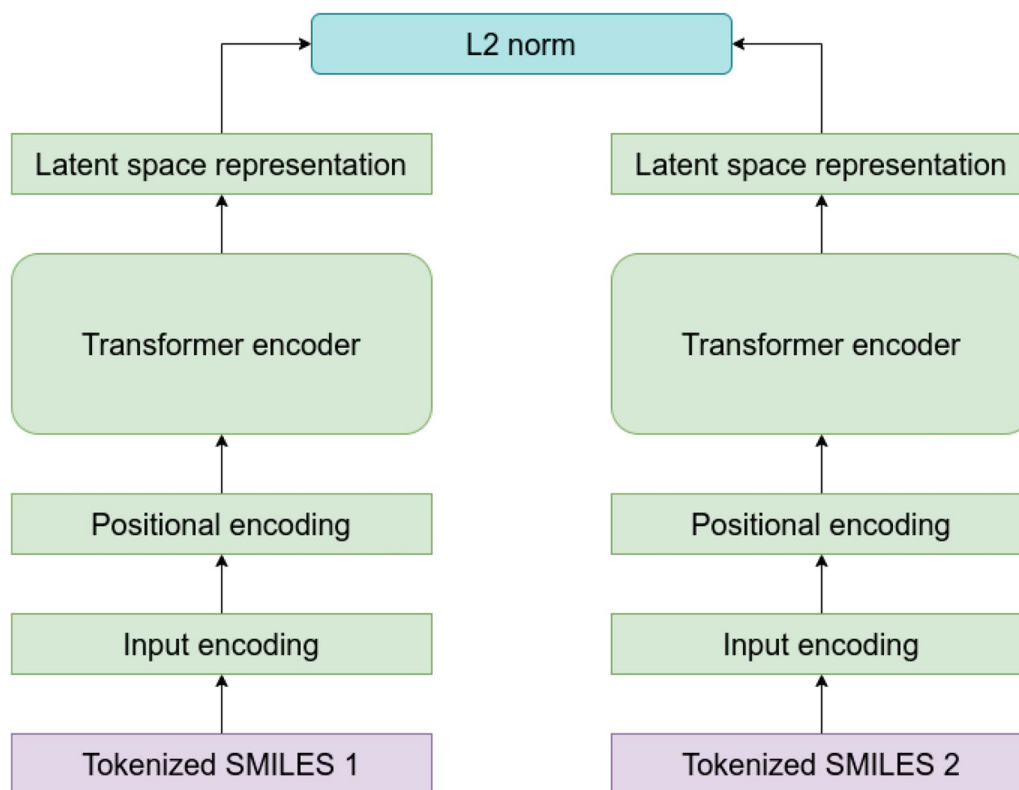 L2 norm
Latent space representation
Latent space representation
Transformer encoder
Transformer encoder
Positional encoding
Positional encoding
Input encoding
Input encoding
Tokenized SMILES 1
Tokenized SMILES 2